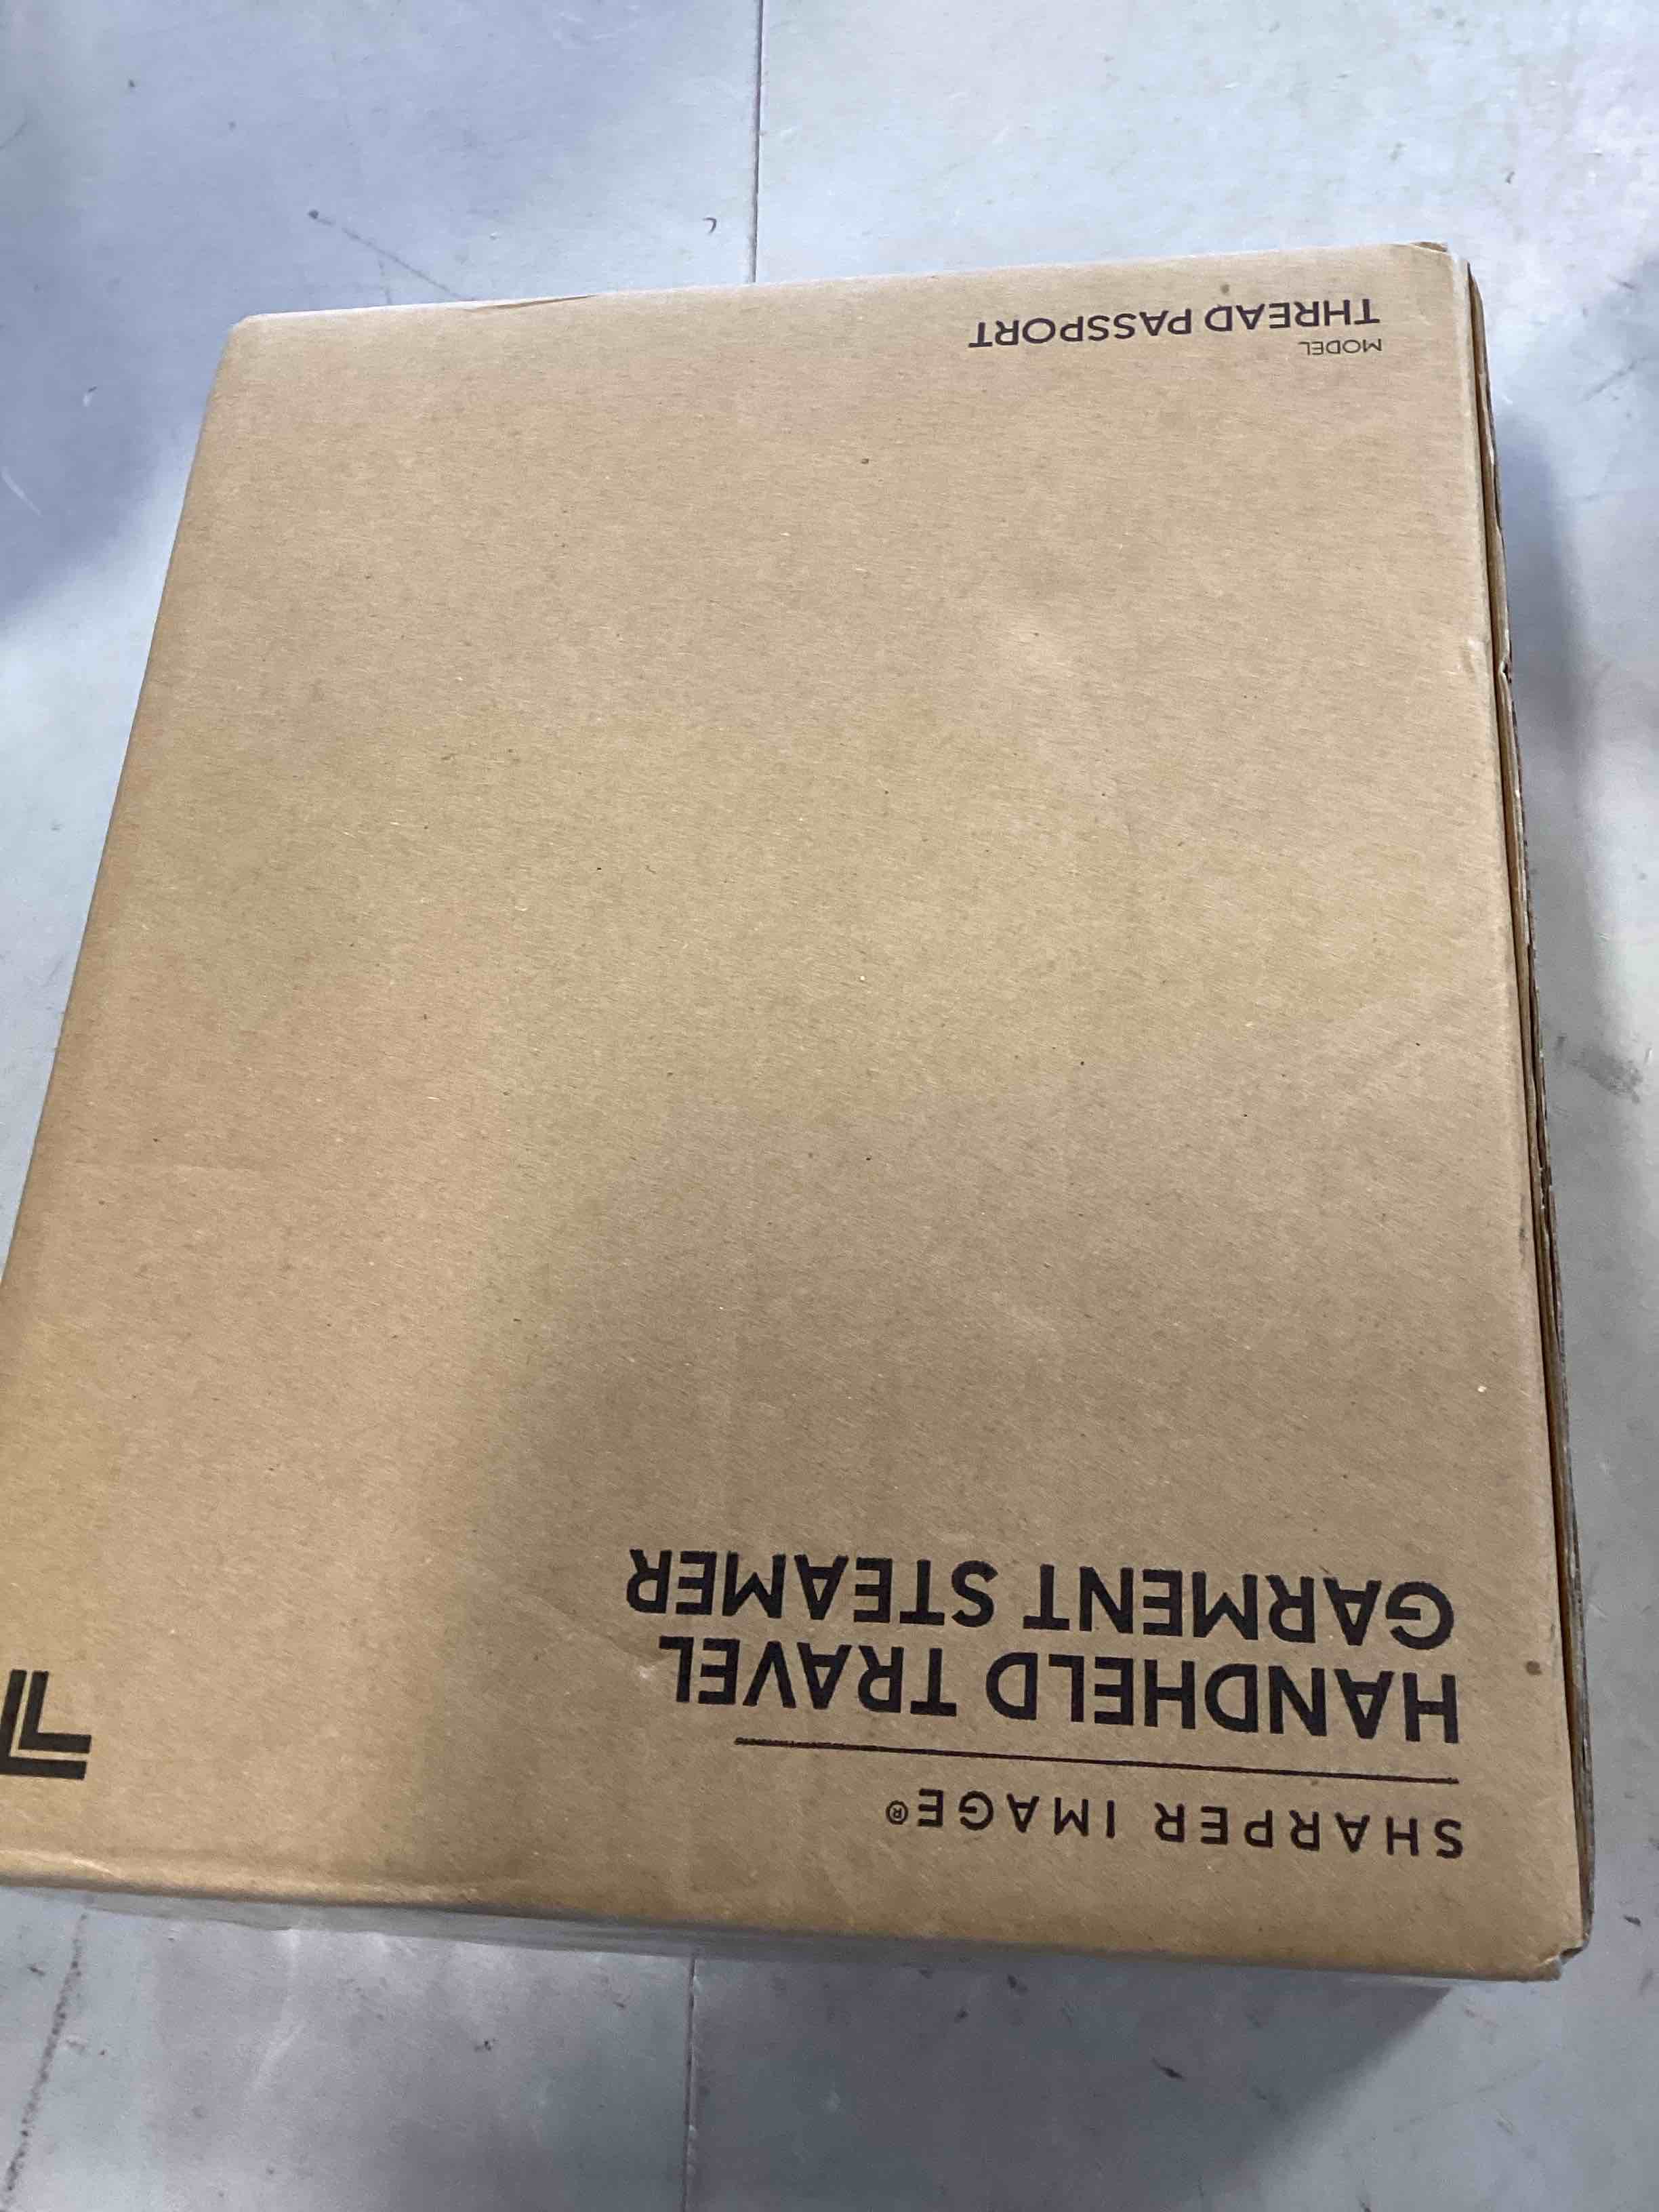 SHARPER IMAGE®
HANDHELD TRAVEL
GARMENT STEAMER
MODEL
THREAD PASSPORT